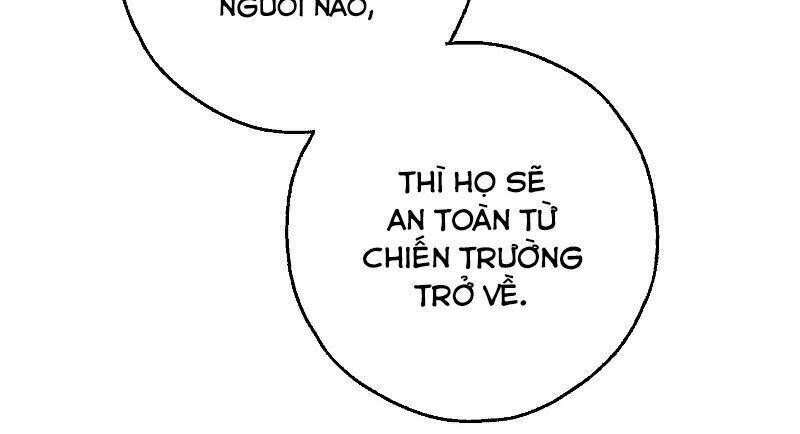 NGƯỜI NÀO,
THÌ HỌ SẼ
AN TOÀN TỪ
CHIẾN TRƯỜNG
TRỞ VỀ.